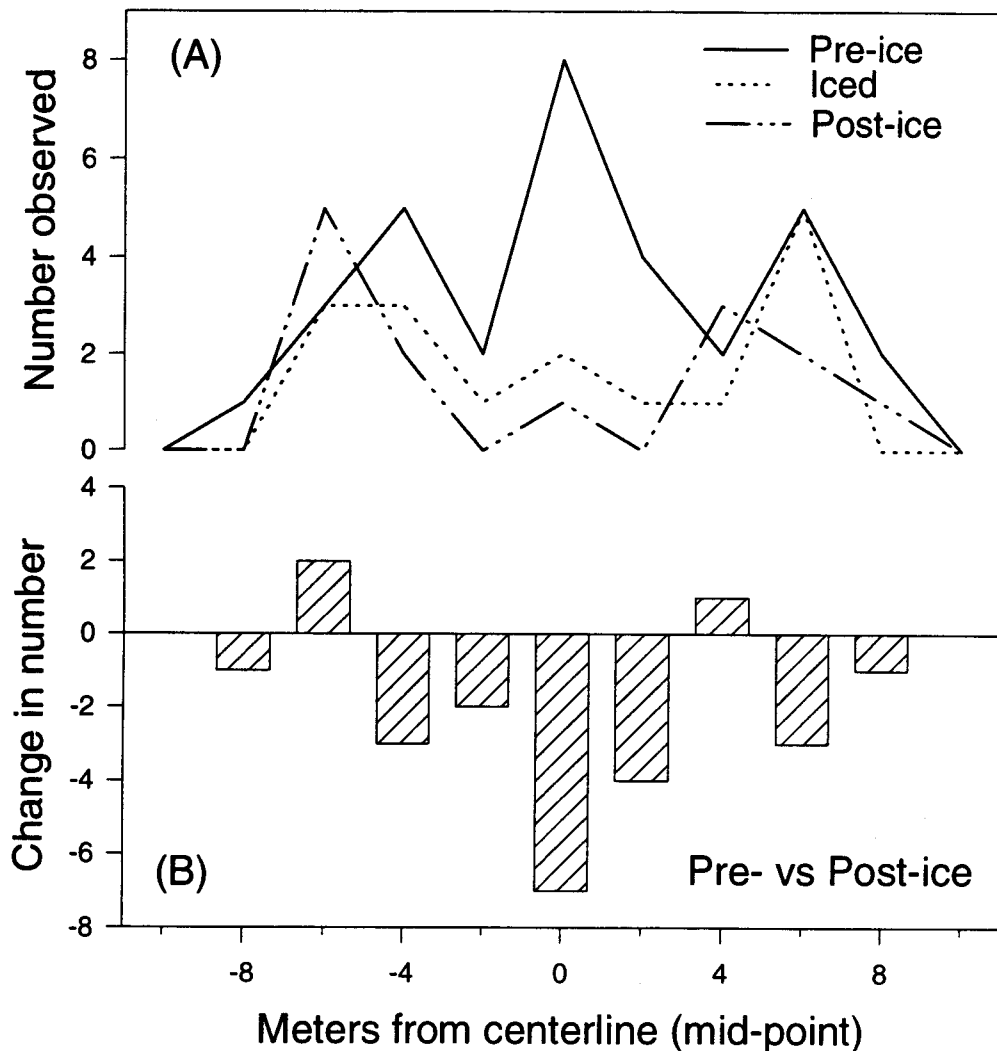 (A)
Pre-ice
Iced
Post-ice
Number observed
8
6
4
2
0
4
2
0
-2
-4
-6
-8
Change in number
(B)
Pre- vs Post-ice
-8 -4 0 4 8
Meters from centerline (mid-point)